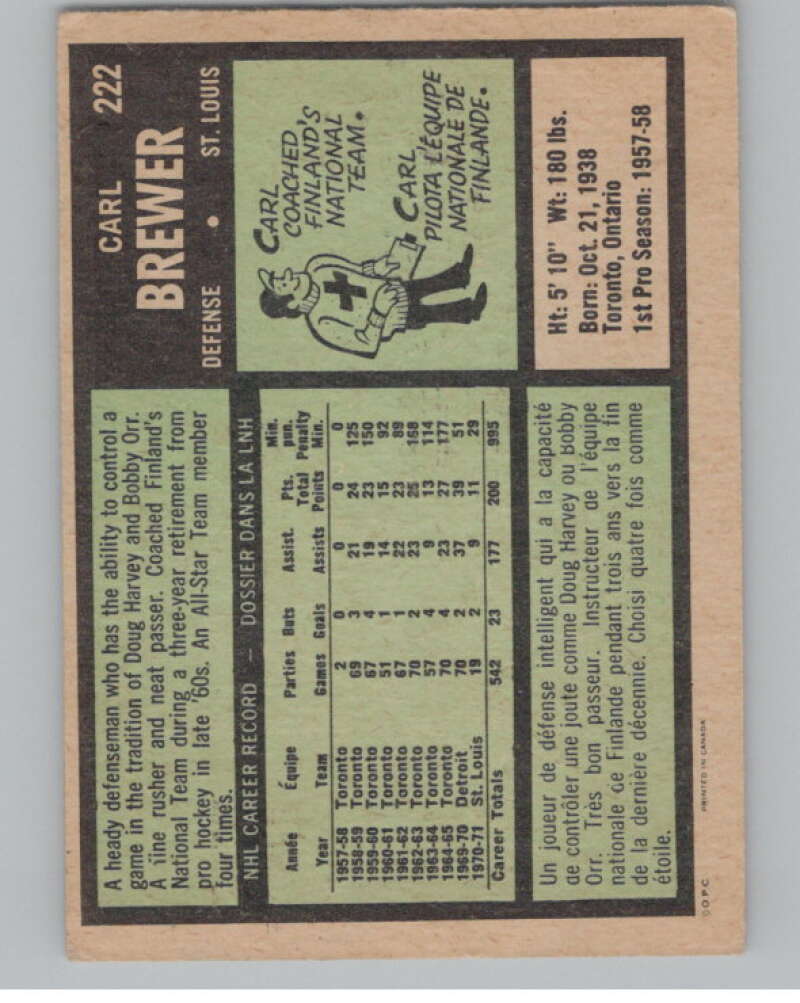 CARL 222
BREWER
DEFENSE • ST. LOUIS
A heady defenseman who has the ability to control a
game in the tradition of Doug Harvey and Bobby Orr.
A fine rusher and neat passer. Coached Finland's
National Team during a three-year retirement from
pro hockey in late '60s. An All-Star Team member
four times.
CARL
COACHED
FINLAND'S
NATIONAL
TEAM.
CARL
PILOTA L'ÉQUIPE
NATIONALE DE
FINLANDE.
NHL CAREER RECORD — DOSSIER DANS LA LNH
Min.
Pts. pun.
Année Équipe Parties Buts Assist. Total Penalty
Year Team Games Goals Assists Points Min.
1957-58 Toronto 2 0 0 0 0
1958-59 Toronto 69 3 21 24 125
1959-60 Toronto 67 4 19 23 150
1960-61 Toronto 51 1 14 15 92
1961-62 Toronto 67 1 22 23 89
1962-63 Toronto 70 2 23 25 168
1963-64 Toronto 57 4 9 13 114
1964-65 Toronto 70 4 23 27 177
1969-70 Detroit 70 2 37 39 51
1970-71 St. Louis 19 2 9 11 29
Career Totals 542 23 177 200 995
Ht: 5' 10" Wt: 180 lbs.
Born: Oct. 21, 1938
Toronto, Ontario
1st Pro Season: 1957-58
Un joueur de défense intelligent qui a la capacité
de contrôler une joute comme Doug Harvey ou Bobby
Orr. Très bon passeur. Instructeur de l'équipe
nationale de Finlande pendant trois ans vers la fin
de la dernière décennie. Choisi quatre fois comme
étoile.
©O.P.C. PRINTED IN CANADA